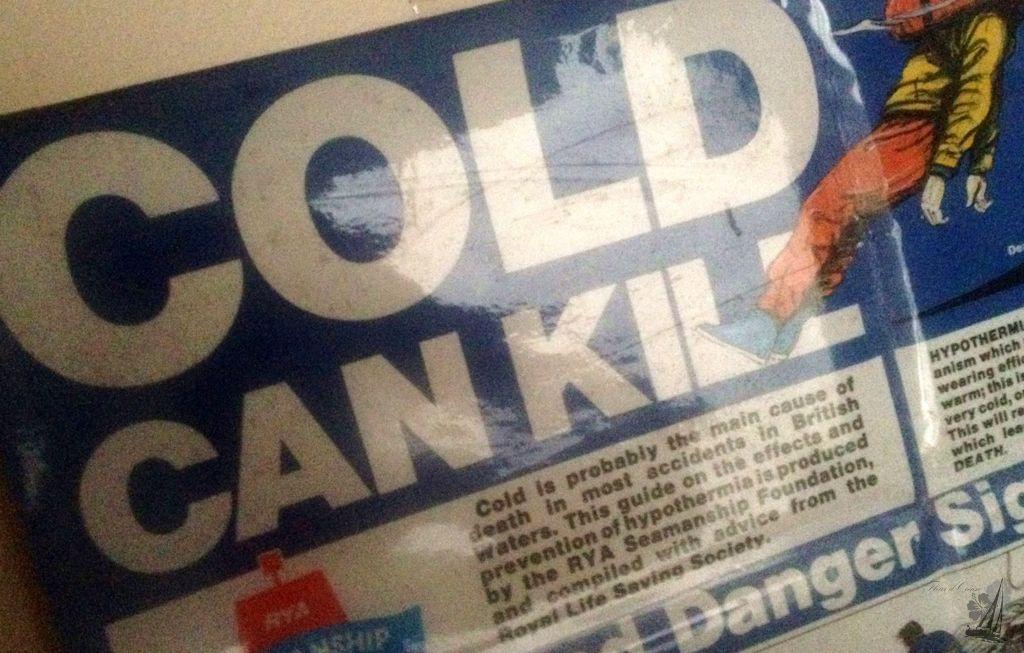 COLD
CAN KILL
Cold is probably the main cause of
death in most accidents in British
waters. This guide on the effects and
prevention of hypothermia is produced
by the RYA Seamanship Foundation,
and compiled with advice from the
Royal Life Saving Society.
HYPOTHERMI
anism which
wearing effi
warm; this is
very cold, o
This will re
which lea
DEATH.
RYA
ANSHIP
d Danger Sig